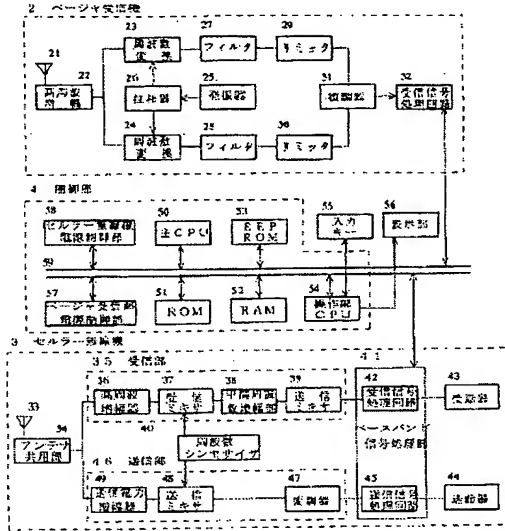 2 ページャ受信機
21
22
高周波
増幅
23
周波数
変換
27
フィルタ
29
リミッタ
26
移相器
25
発振器
31
復調器
32
受信信号
処理回路
24
周波数
変換
28
フィルタ
30
リミッタ
4 制御部
58
セルラー無線機
電源制御部
50
主CPU
53
EEP
ROM
55
入力
キー
56
表示部
59
57
ページャ受信部
電源制御部
51
ROM
52
RAM
54
操作部
CPU
3 セルラー無線機
35 受信部
41
33
34
アンテナ
共用部
36
高周波
増幅器
37
受信
ミキサ
38
中間周波
数増幅器
39
送信
ミキサ
42
受信信号
処理回路
43
受話器
40
周波数
シンセサイザ
ベースバンド
信号処理部
46 送信部
49
送信電力
増幅器
48
送信
ミキサ
47
変調器
45
送信信号
処理回路
44
送話器